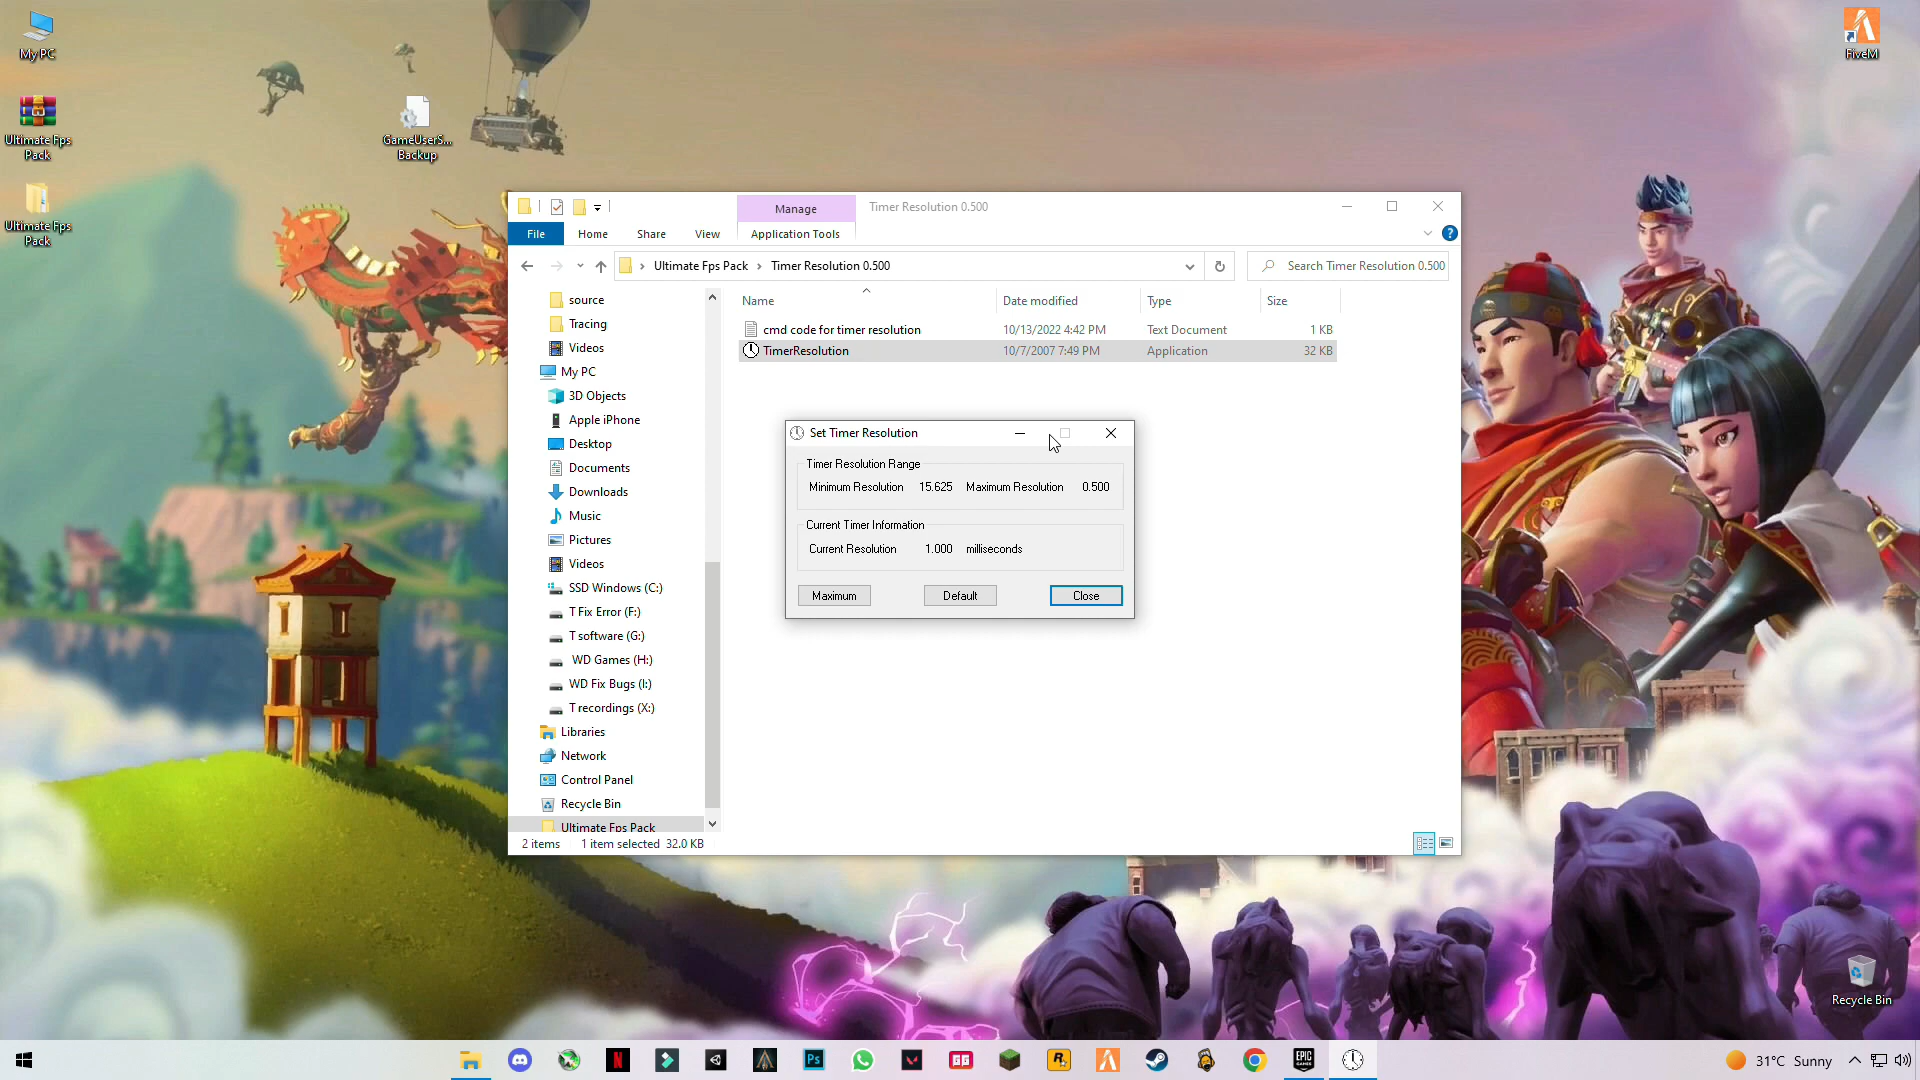 My PC
Ultimate Fps
Pack
Ultimate Fps
Pack
GameUserS...
Backup
FiveM
Recycle Bin
Manage
Timer Resolution 0.500
File
Home
Share
View
Application Tools
Ultimate Fps Pack
Timer Resolution 0.500
Search Timer Resolution 0.500
Name
Date modified
Type
Size
cmd code for timer resolution
10/13/2022 4:42 PM
Text Document
1 KB
TimerResolution
10/7/2007 7:49 PM
Application
32 KB
source
Tracing
Videos
My PC
3D Objects
Apple iPhone
Desktop
Documents
Downloads
Music
Pictures
Videos
SSD Windows (C:)
T Fix Error (F:)
T software (G:)
WD Games (H:)
WD Fix Bugs (I:)
T recordings (X:)
Libraries
Network
Control Panel
Recycle Bin
Ultimate Fps Pack
2 items
1 item selected 32.0 KB
Set Timer Resolution
Timer Resolution Range
Minimum Resolution 15.625 Maximum Resolution 0.500
Current Timer Information
Current Resolution 1.000 milliseconds
Maximum
Default
Close
N
Ps
R
EPIC
GAMES
31°C Sunny